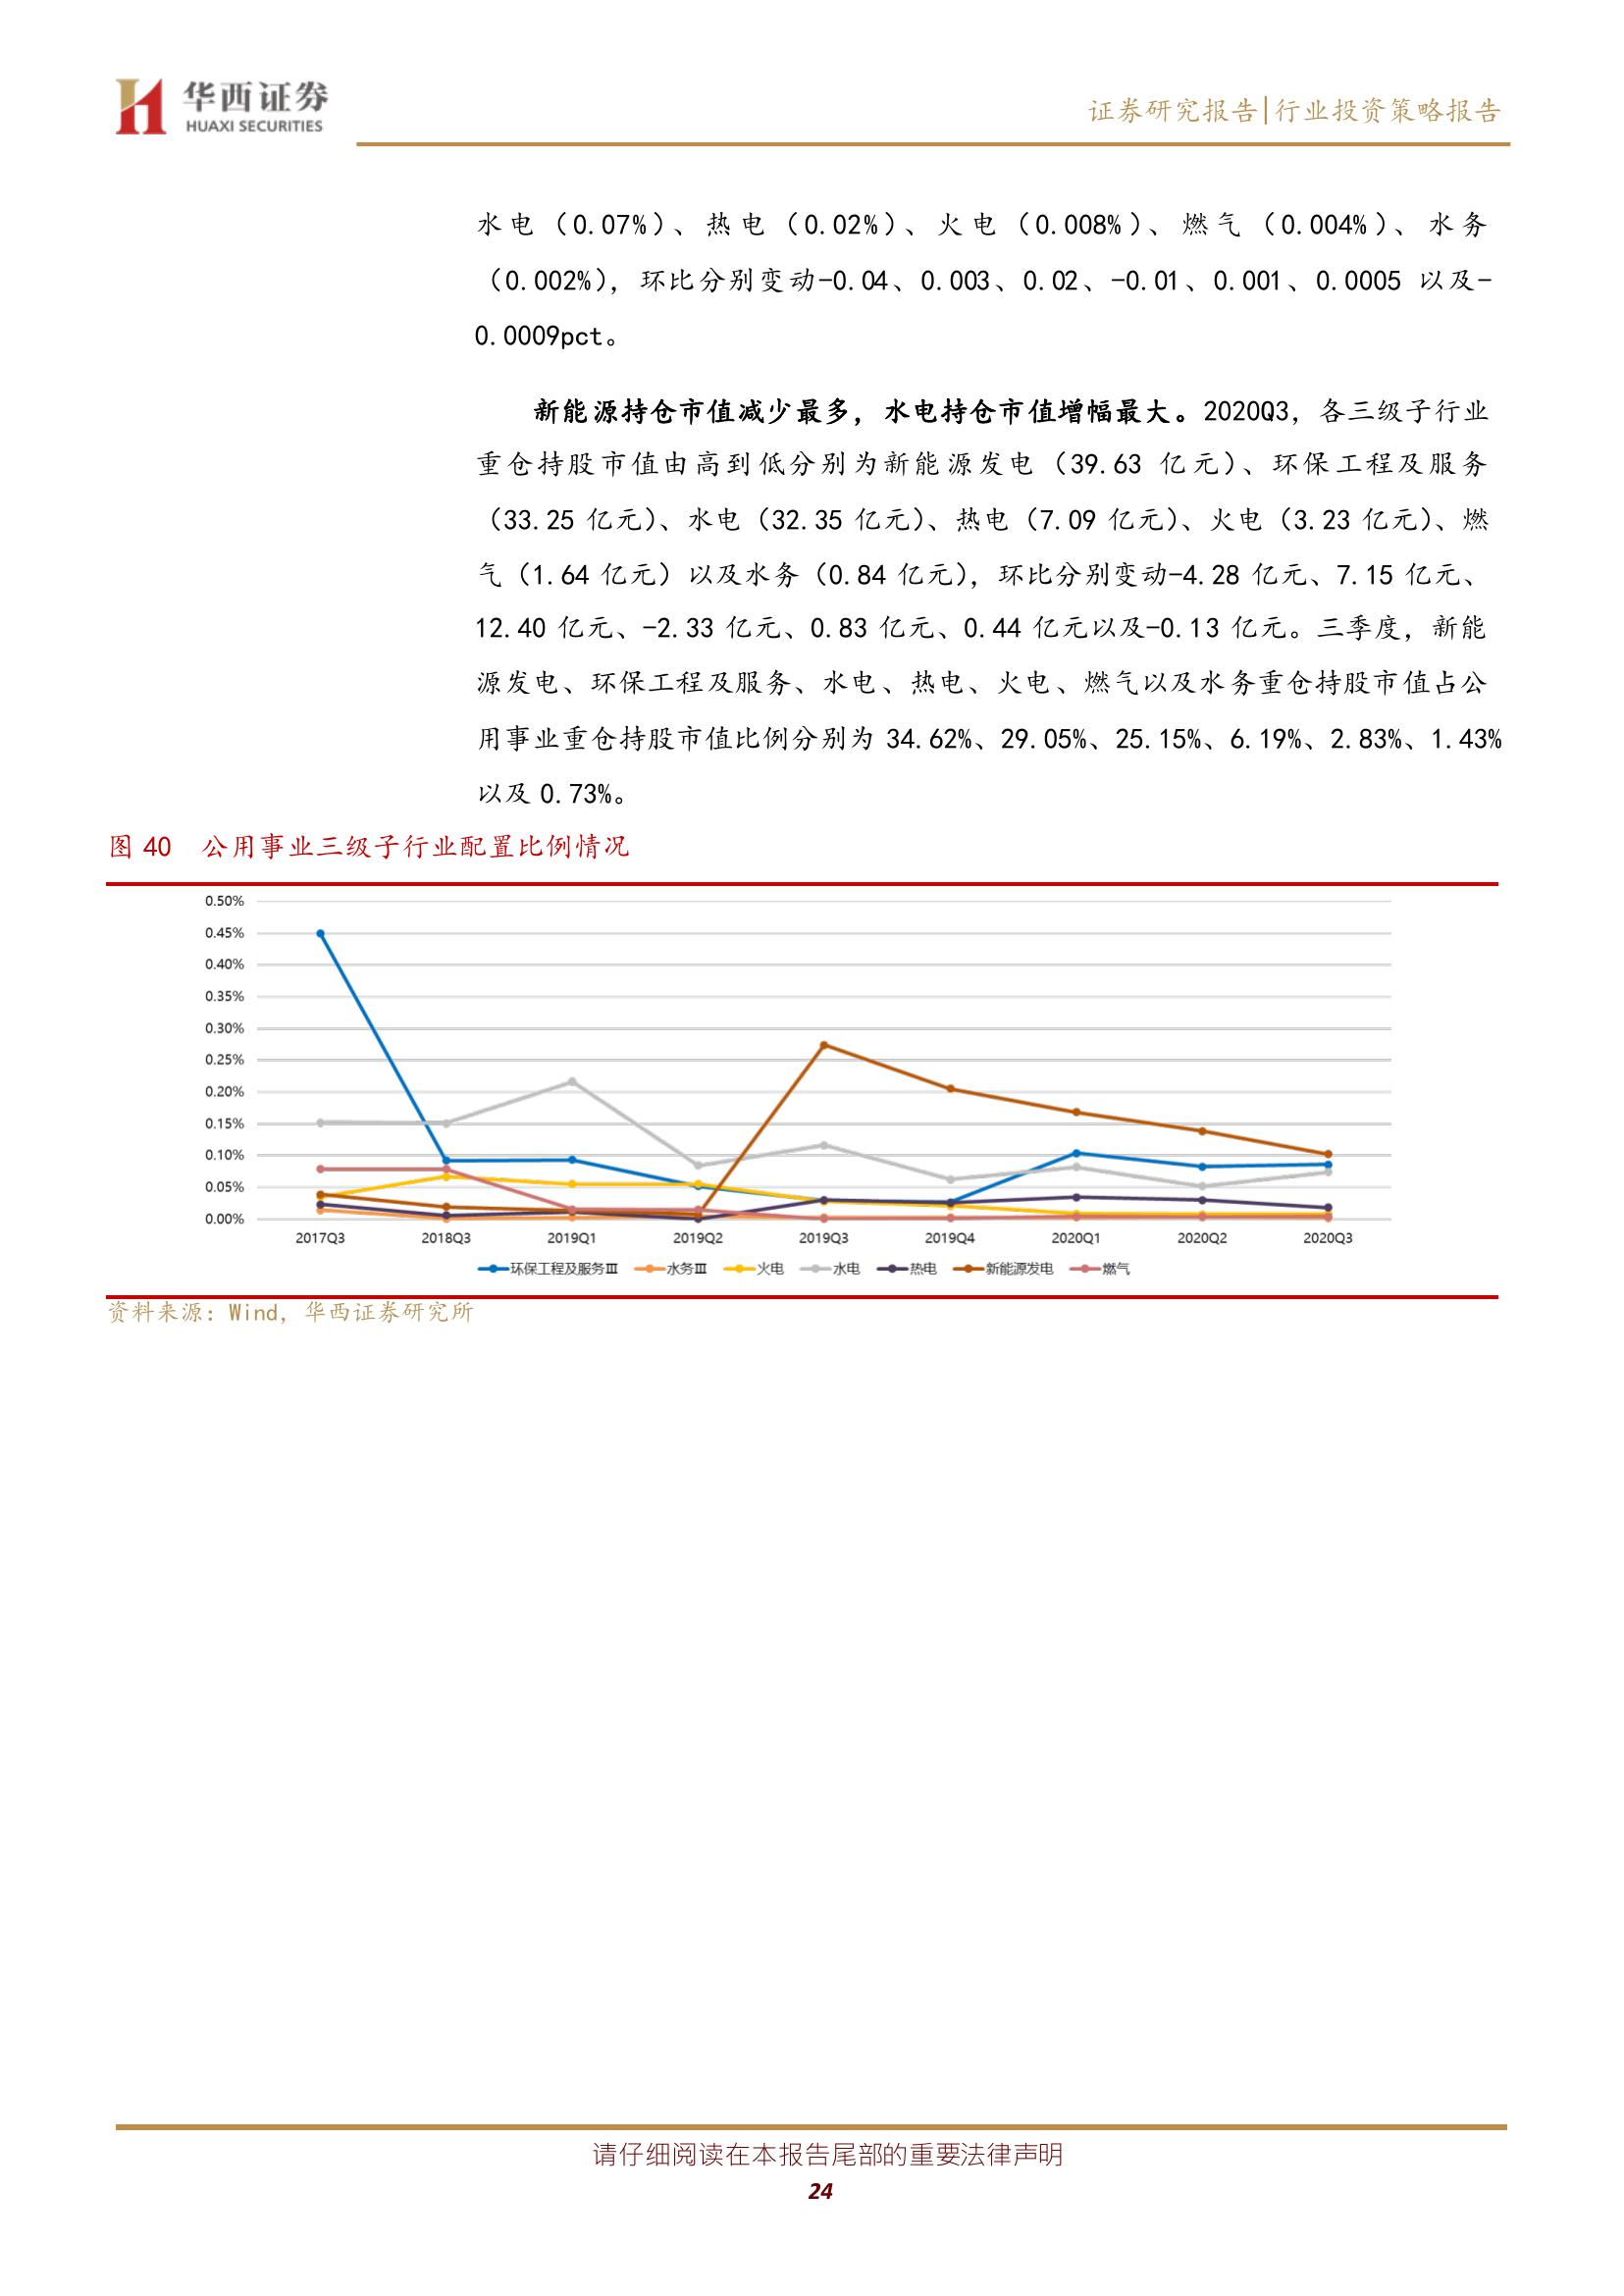 华西证券
HUAXI SECURITIES
证券研究报告|行业投资策略报告
水电（0.07%）、热电（0.02%）、火电（0.008%）、燃气（0.004%）、水务
（0.002%），环比分别变动-0.04、0.003、0.02、-0.01、0.001、0.0005 以及-
0.0009pct。
新能源持仓市值减少最多，水电持仓市值增幅最大。2020Q3，各三级子行业
重仓持股市值由高到低分别为新能源发电（39.63 亿元）、环保工程及服务
（33.25 亿元）、水电（32.35 亿元）、热电（7.09 亿元）、火电（3.23 亿元）、燃
气（1.64 亿元）以及水务（0.84 亿元），环比分别变动-4.28 亿元、7.15 亿元、
12.40 亿元、-2.33 亿元、0.83 亿元、0.44 亿元以及-0.13 亿元。三季度，新能
源发电、环保工程及服务、水电、热电、火电、燃气以及水务重仓持股市值占公
用事业重仓持股市值比例分别为 34.62%、29.05%、25.15%、6.19%、2.83%、1.43%
以及 0.73%。
图 40 公用事业三级子行业配置比例情况
0.50%
0.45%
0.40%
0.35%
0.30%
0.25%
0.20%
0.15%
0.10%
0.05%
0.00%
2017Q3 2018Q3 2019Q1 2019Q2 2019Q3 2019Q4 2020Q1 2020Q2 2020Q3
环保工程及服务Ⅲ 水务Ⅲ 火电 水电 热电 新能源发电 燃气
资料来源：Wind，华西证券研究所
请仔细阅读在本报告尾部的重要法律声明
24